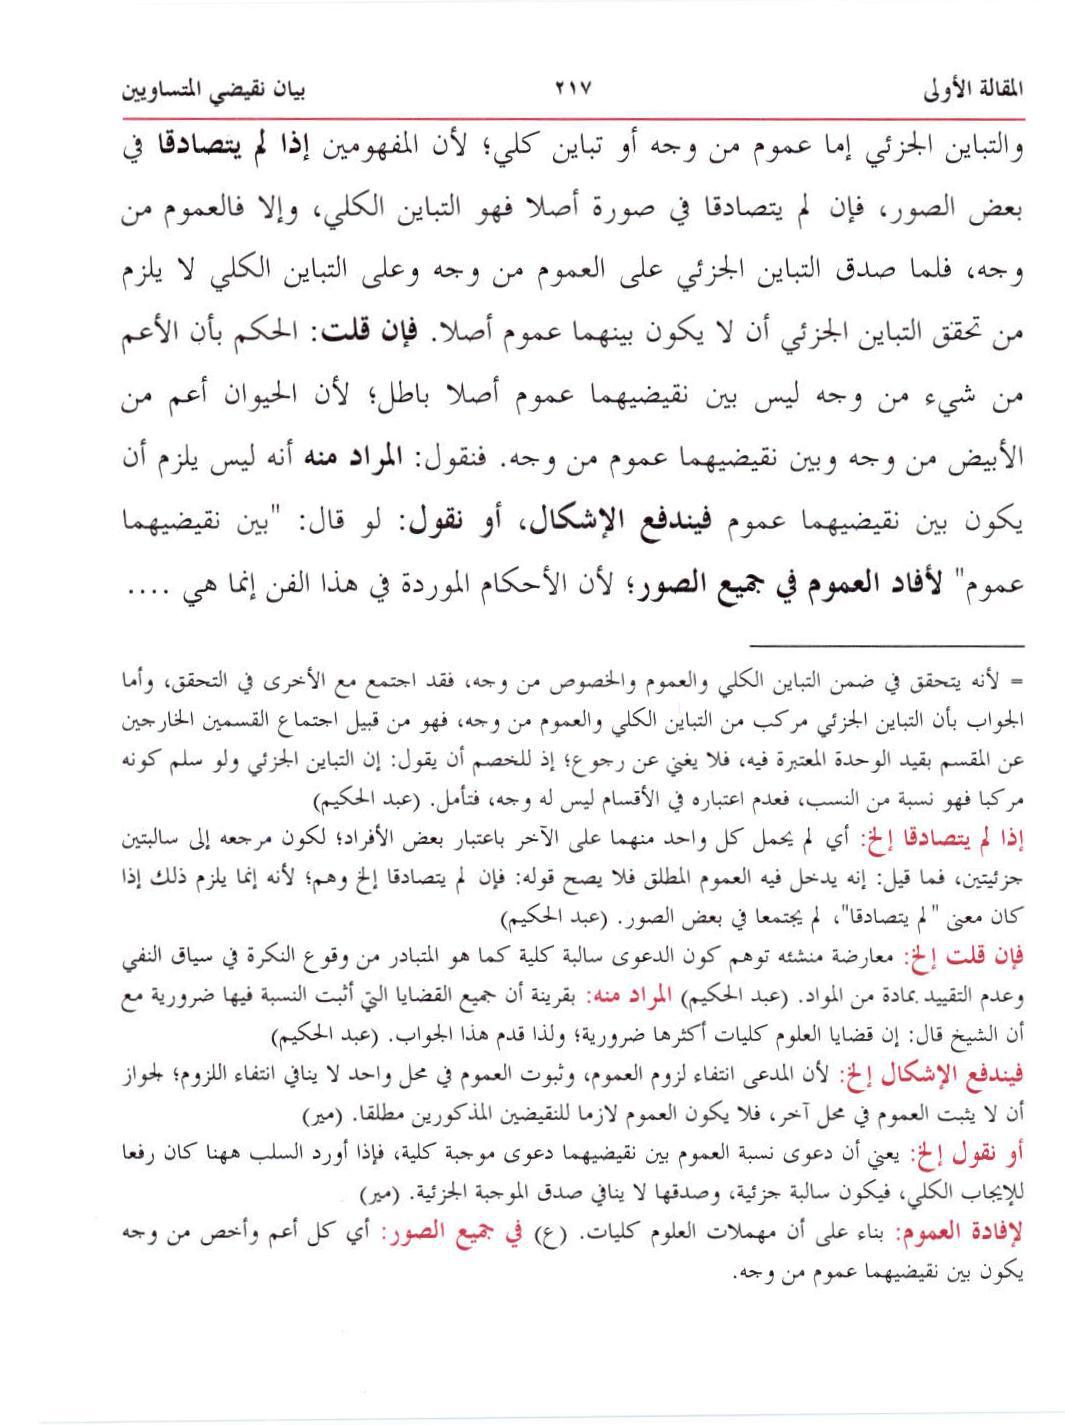 المقالة الأولى ٢١٧ بيان نقيضي المتساويين
والتباين الجزئي إما عموم من وجه أو تباين كلي؛ لأن المفهومين إذا لم يتصادقا في
بعض الصور، فإن لم يتصادقا في صورة أصلا فهو التباين الكلي، وإلا فالعموم من
وجه، فلما صدق التباين الجزئي على العموم من وجه وعلى التباين الكلي لا يلزم
من تحقق التباين الجزئي أن لا يكون بينهما عموم أصلا. فإن قلت: الحكم بأن الأعم
من شيء من وجه ليس بين نقيضيهما عموم أصلا باطل؛ لأن الحيوان أعم من
الأبيض من وجه وبين نقيضيهما عموم من وجه. فنقول: المراد منه أنه ليس يلزم أن
يكون بين نقيضيهما عموم فيندفع الإشكال، أو نقول: لو قال: "بين نقيضيهما
عموم" لأفاد العموم في جميع الصور؛ لأن الأحكام الموردة في هذا الفن إنما هي ....
= لأنه يتحقق في ضمن التباين الكلي والعموم والخصوص من وجه، فقد اجتمع مع الأخرى في التحقق، وأما
الجواب بأن التباين الجزئي مركب من التباين الكلي والعموم من وجه، فهو من قبيل اجتماع القسمين الخارجين
عن المقسم بقيد الوحدة المعتبرة فيه، فلا يغني عن رجوع؛ إذ للخصم أن يقول: إن التباين الجزئي ولو سلم كونه
مركبا فهو نسبة من النسب، فعدم اعتباره في الأقسام ليس له وجه، فتأمل. (عبد الحكيم)
إذا لم يتصادقا إلخ: أي لم يحمل كل واحد منهما على الآخر باعتبار بعض الأفراد؛ لكون مرجعه إلى سالبتين
جزئيتين، فما قيل: إنه يدخل فيه العموم المطلق فلا يصح قوله: فإن لم يتصادقا إلخ وهم؛ لأنه إنما يلزم ذلك إذا
كان معنى "لم يتصادقا"، لم يجتمعا في بعض الصور. (عبد الحكيم)
فإن قلت إلخ: معارضة منشئه توهم كون الدعوى سالبة كلية كما هو المتبادر من وقوع النكرة في سياق النفي
وعدم التقييد بمادة من المواد. (عبد الحكيم) المراد منه: بقرينة أن جميع القضايا التي أثبت النسبة فيها ضرورية مع
أن الشيخ قال: إن قضايا العلوم كليات أكثرها ضرورية؛ ولذا قدم هذا الجواب. (عبد الحكيم)
فيندفع الإشكال إلخ: لأن المدعى انتفاء لزوم العموم، وثبوت العموم في محل واحد لا ينافي انتفاء اللزوم؛ لجواز
أن لا يثبت العموم في محل آخر، فلا يكون العموم لازما للنقيضين المذكورين مطلقا. (مير)
أو نقول إلخ: يعني أن دعوى نسبة العموم بين نقيضيهما دعوى موجبة كلية، فإذا أورد السلب ههنا كان رفعا
للإيجاب الكلي، فيكون سالبة جزئية، وصدقها لا ينافي صدق الموجبة الجزئية. (مير)
لإفادة العموم: بناء على أن مهملات العلوم كليات. (ع) في جميع الصور: أي كل أعم وأخص من وجه
يكون بين نقيضيهما عموم من وجه.